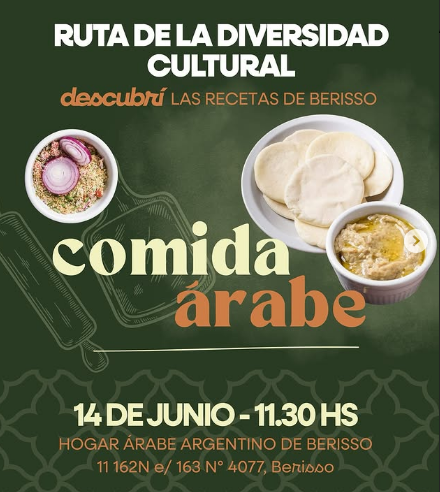 RUTA DE LA DIVERSIDAD
CULTURAL
descubrí LAS RECETAS DE BERISSO
comida
árabe
14 DE JUNIO - 11.30 HS
HOGAR ÁRABE ARGENTINO DE BERISSO
11 162N e/ 163 N° 4077, Berisso